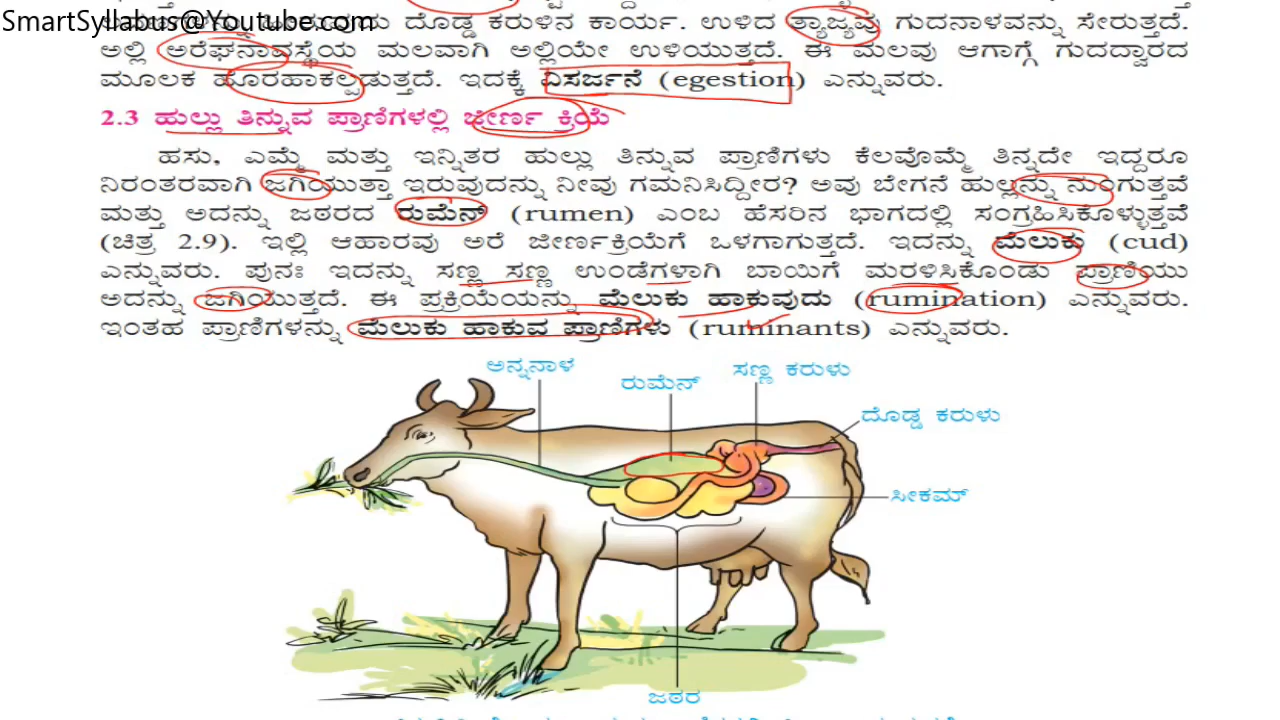 SmartSyllabus@Youtube.com
ದೊಡ್ಡ ಕರುಳಿನ ಕಾರ್ಯ. ಉಳಿದ ತ್ಯಾಜ್ಯವು ಗುದನಾಳವನ್ನು ಸೇರುತ್ತದೆ.
ಅಲ್ಲಿ ಅರೆಘನಾವಸ್ಥೆಯ ಮಲವಾಗಿ ಅಲ್ಲಿಯೇ ಉಳಿಯುತ್ತದೆ. ಈ ಮಲವು ಆಗಾಗ್ಗೆ ಗುದದ್ವಾರದ
ಮೂಲಕ ಹೊರಹಾಕಲ್ಪಡುತ್ತದೆ. ಇದಕ್ಕೆ ವಿಸರ್ಜನೆ (egestion) ಎನ್ನುವರು.
2.3 ಹುಲ್ಲು ತಿನ್ನುವ ಪ್ರಾಣಿಗಳಲ್ಲಿ ಜೀರ್ಣ ಕ್ರಿಯೆ
ಹಸು, ಎಮ್ಮೆ ಮತ್ತು ಇನ್ನಿತರ ಹುಲ್ಲು ತಿನ್ನುವ ಪ್ರಾಣಿಗಳು ಕೆಲವೊಮ್ಮೆ ತಿನ್ನದೇ ಇದ್ದರೂ
ನಿರಂತರವಾಗಿ ಜಗಿಯುತ್ತಾ ಇರುವುದನ್ನು ನೀವು ಗಮನಿಸಿದ್ದೀರ? ಅವು ಬೇಗನೆ ಹುಲ್ಲನ್ನು ನುಂಗುತ್ತವೆ
ಮತ್ತು ಅದನ್ನು ಜಠರದ ರುಮೆನ್ (rumen) ಎಂಬ ಹೆಸರಿನ ಭಾಗದಲ್ಲಿ ಸಂಗ್ರಹಿಸಿಕೊಳ್ಳುತ್ತವೆ
(ಚಿತ್ರ 2.9). ಇಲ್ಲಿ ಆಹಾರವು ಅರೆ ಜೀರ್ಣಕ್ರಿಯೆಗೆ ಒಳಗಾಗುತ್ತದೆ. ಇದನ್ನು ಮೆಲುಕು (cud)
ಎನ್ನುವರು. ಪುನಃ ಇದನ್ನು ಸಣ್ಣ ಸಣ್ಣ ಉಂಡೆಗಳಾಗಿ ಬಾಯಿಗೆ ಮರಳಿಸಿಕೊಂಡು ಪ್ರಾಣಿಯು
ಅದನ್ನು ಜಗಿಯುತ್ತದೆ. ಈ ಪ್ರಕ್ರಿಯೆಯನ್ನು ಮೆಲುಕು ಹಾಕುವುದು (rumination) ಎನ್ನುವರು.
ಇಂತಹ ಪ್ರಾಣಿಗಳನ್ನು ಮೆಲುಕು ಹಾಕುವ ಪ್ರಾಣಿಗಳು (ruminants) ಎನ್ನುವರು.
ಅನ್ನನಾಳ
ರುಮೆನ್
ಸಣ್ಣ ಕರುಳು
ದೊಡ್ಡ ಕರುಳು
ಸೀಕಮ್
ಜಠರ